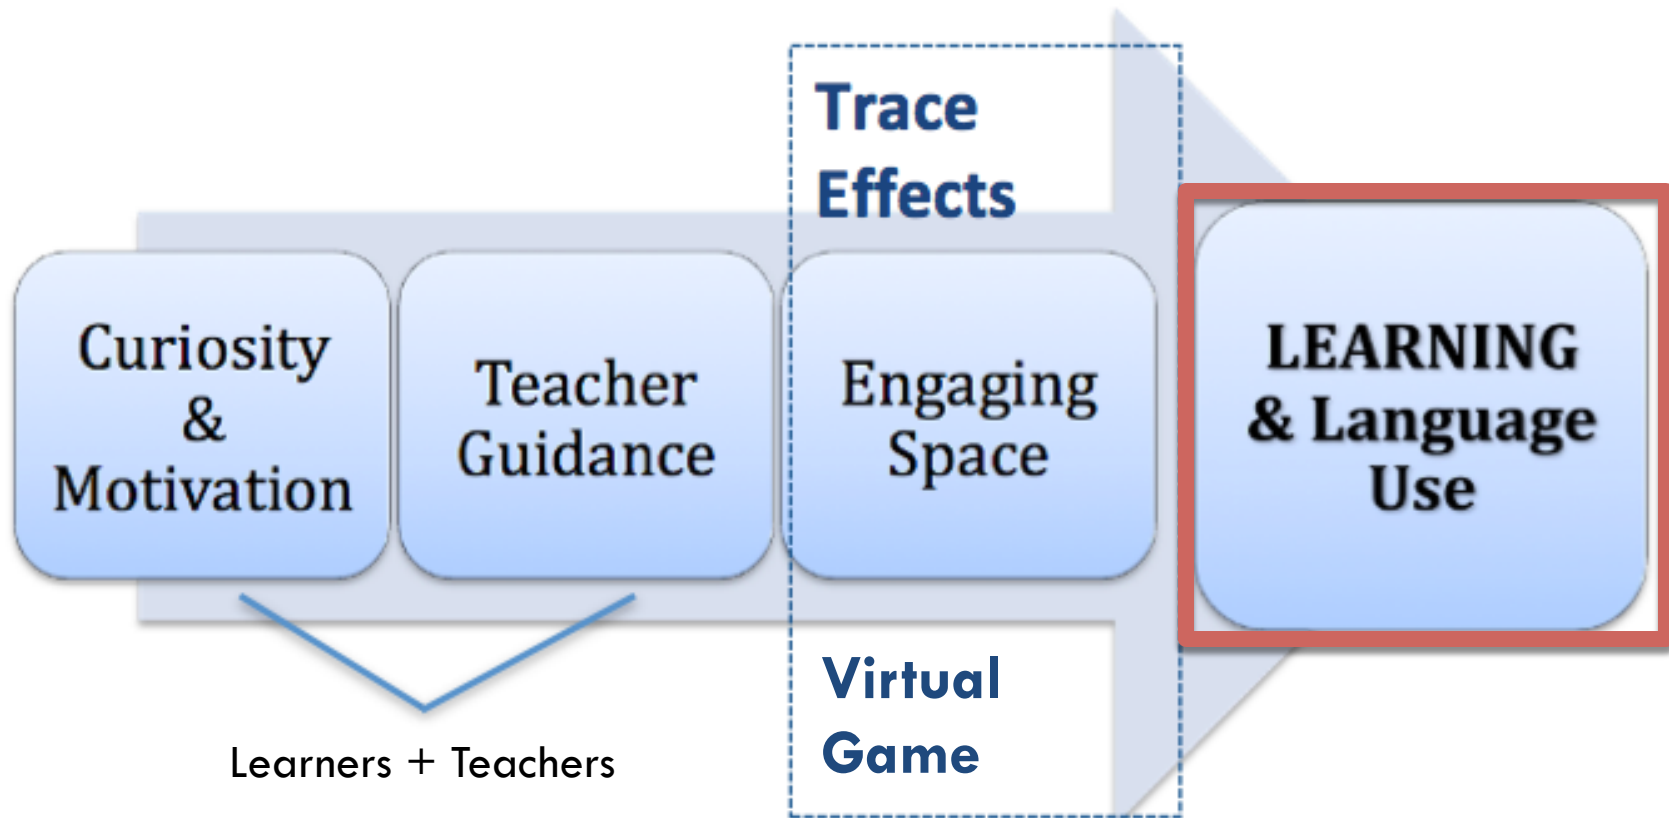 Trace
Effects
Curiosity
&
Motivation
Teacher
Guidance
Engaging
Space
LEARNING
& Language
Use
Learners + Teachers
Virtual
Game